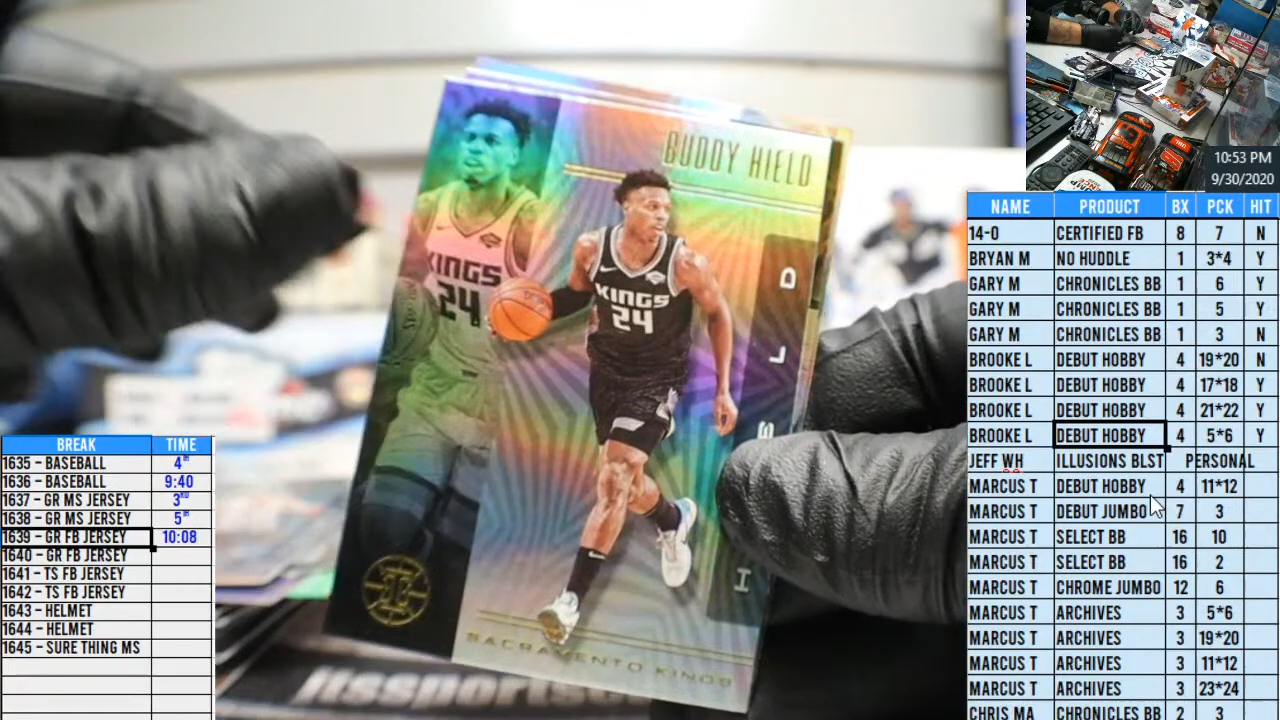 10:53 PM
9/30/2020
BUDDY HIELD
KINGS
24
KINGS
24
HIELD
SACRAMENTO KINGS
itssports
NAME PRODUCT BX PCK HIT
14-0 CERTIFIED FB 8 7 N
BRYAN M NO HUDDLE 1 3*4 Y
GARY M CHRONICLES BB 1 6 Y
GARY M CHRONICLES BB 1 5 Y
GARY M CHRONICLES BB 1 3 N
BROOKE L DEBUT HOBBY 4 19*20 N
BROOKE L DEBUT HOBBY 4 17*18 Y
BROOKE L DEBUT HOBBY 4 21*22 Y
BROOKE L DEBUT HOBBY 4 5*6 Y
JEFF WH ILLUSIONS BLST PERSONAL
MARCUS T DEBUT HOBBY 4 11*12
MARCUS T DEBUT JUMBO 7 3
MARCUS T SELECT BB 16 10
MARCUS T SELECT BB 16 2
MARCUS T CHROME JUMBO 12 6
MARCUS T ARCHIVES 3 5*6
MARCUS T ARCHIVES 3 19*20
MARCUS T ARCHIVES 3 11*12
MARCUS T ARCHIVES 3 23*24
CHRIS MA CHRONICLES BB 2 3
BREAK TIME
1635 – BASEBALL 4TH
1636 – BASEBALL 9:40
1637 – GR MS JERSEY 3RD
1638 – GR MS JERSEY 5TH
1639 – GR FB JERSEY 10:08
1640 – GR FB JERSEY
1641 – TS FB JERSEY
1642 – TS FB JERSEY
1643 – HELMET
1644 – HELMET
1645 – SURE THING MS